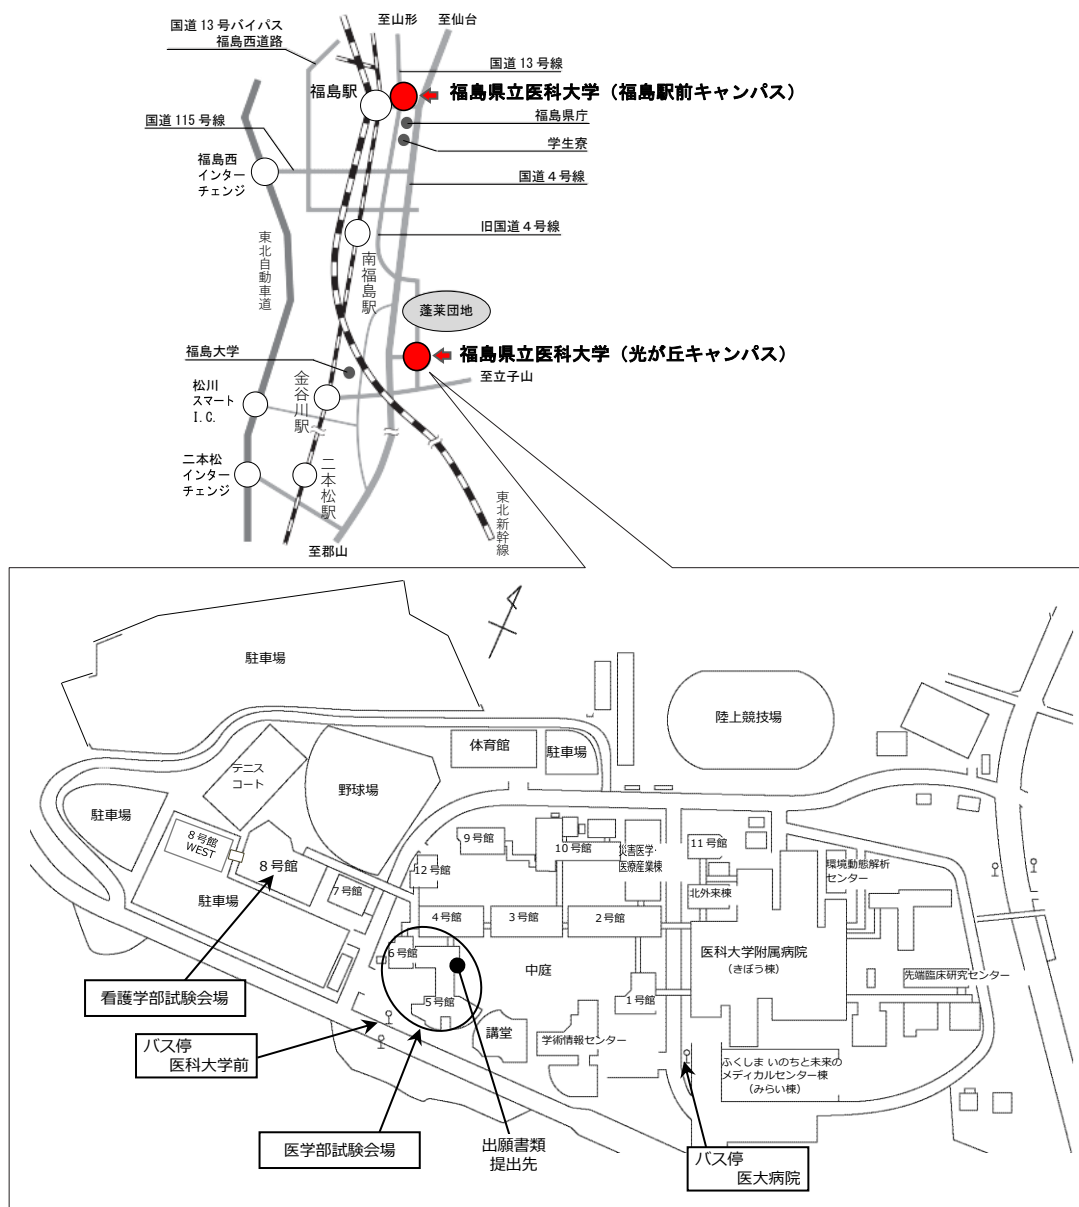 国道 13 号バイパス
福島西道路
至山形
至仙台
国道 13 号線
福島駅
福島県立医科大学（福島駅前キャンパス）
福島県庁
国道 115 号線
学生寮
福島西
インター
チェンジ
国道４号線
旧国道４号線
東北自動車道
南福島駅
蓬莱団地
福島大学
福島県立医科大学（光が丘キャンパス）
至立子山
松川
スマート
I.C.
金谷川駅
二本松
インター
チェンジ
二本松駅
東北新幹線
至郡山
駐車場
陸上競技場
体育館
駐車場
テニス
コート
野球場
駐車場
８号館
WEST
８号館
９号館
10 号館
災害医学・
医療産業棟
11 号館
環境動態解析
センター
12 号館
７号館
北外来棟
駐車場
４号館
３号館
２号館
６号館
中庭
医科大学附属病院
（きぼう棟）
先端臨床研究センター
看護学部試験会場
５号館
１号館
講堂
学術情報センター
バス停
医科大学前
ふくしま いのちと未来の
メディカルセンター棟
（みらい棟）
医学部試験会場
出願書類
提出先
バス停
医大病院